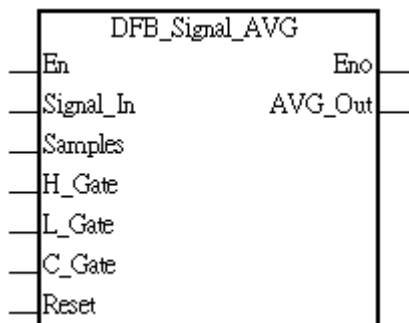 DFB_Signal_AVG
En Eno
Signal_In AVG_Out
Samples
H_Gate
L_Gate
C_Gate
Reset